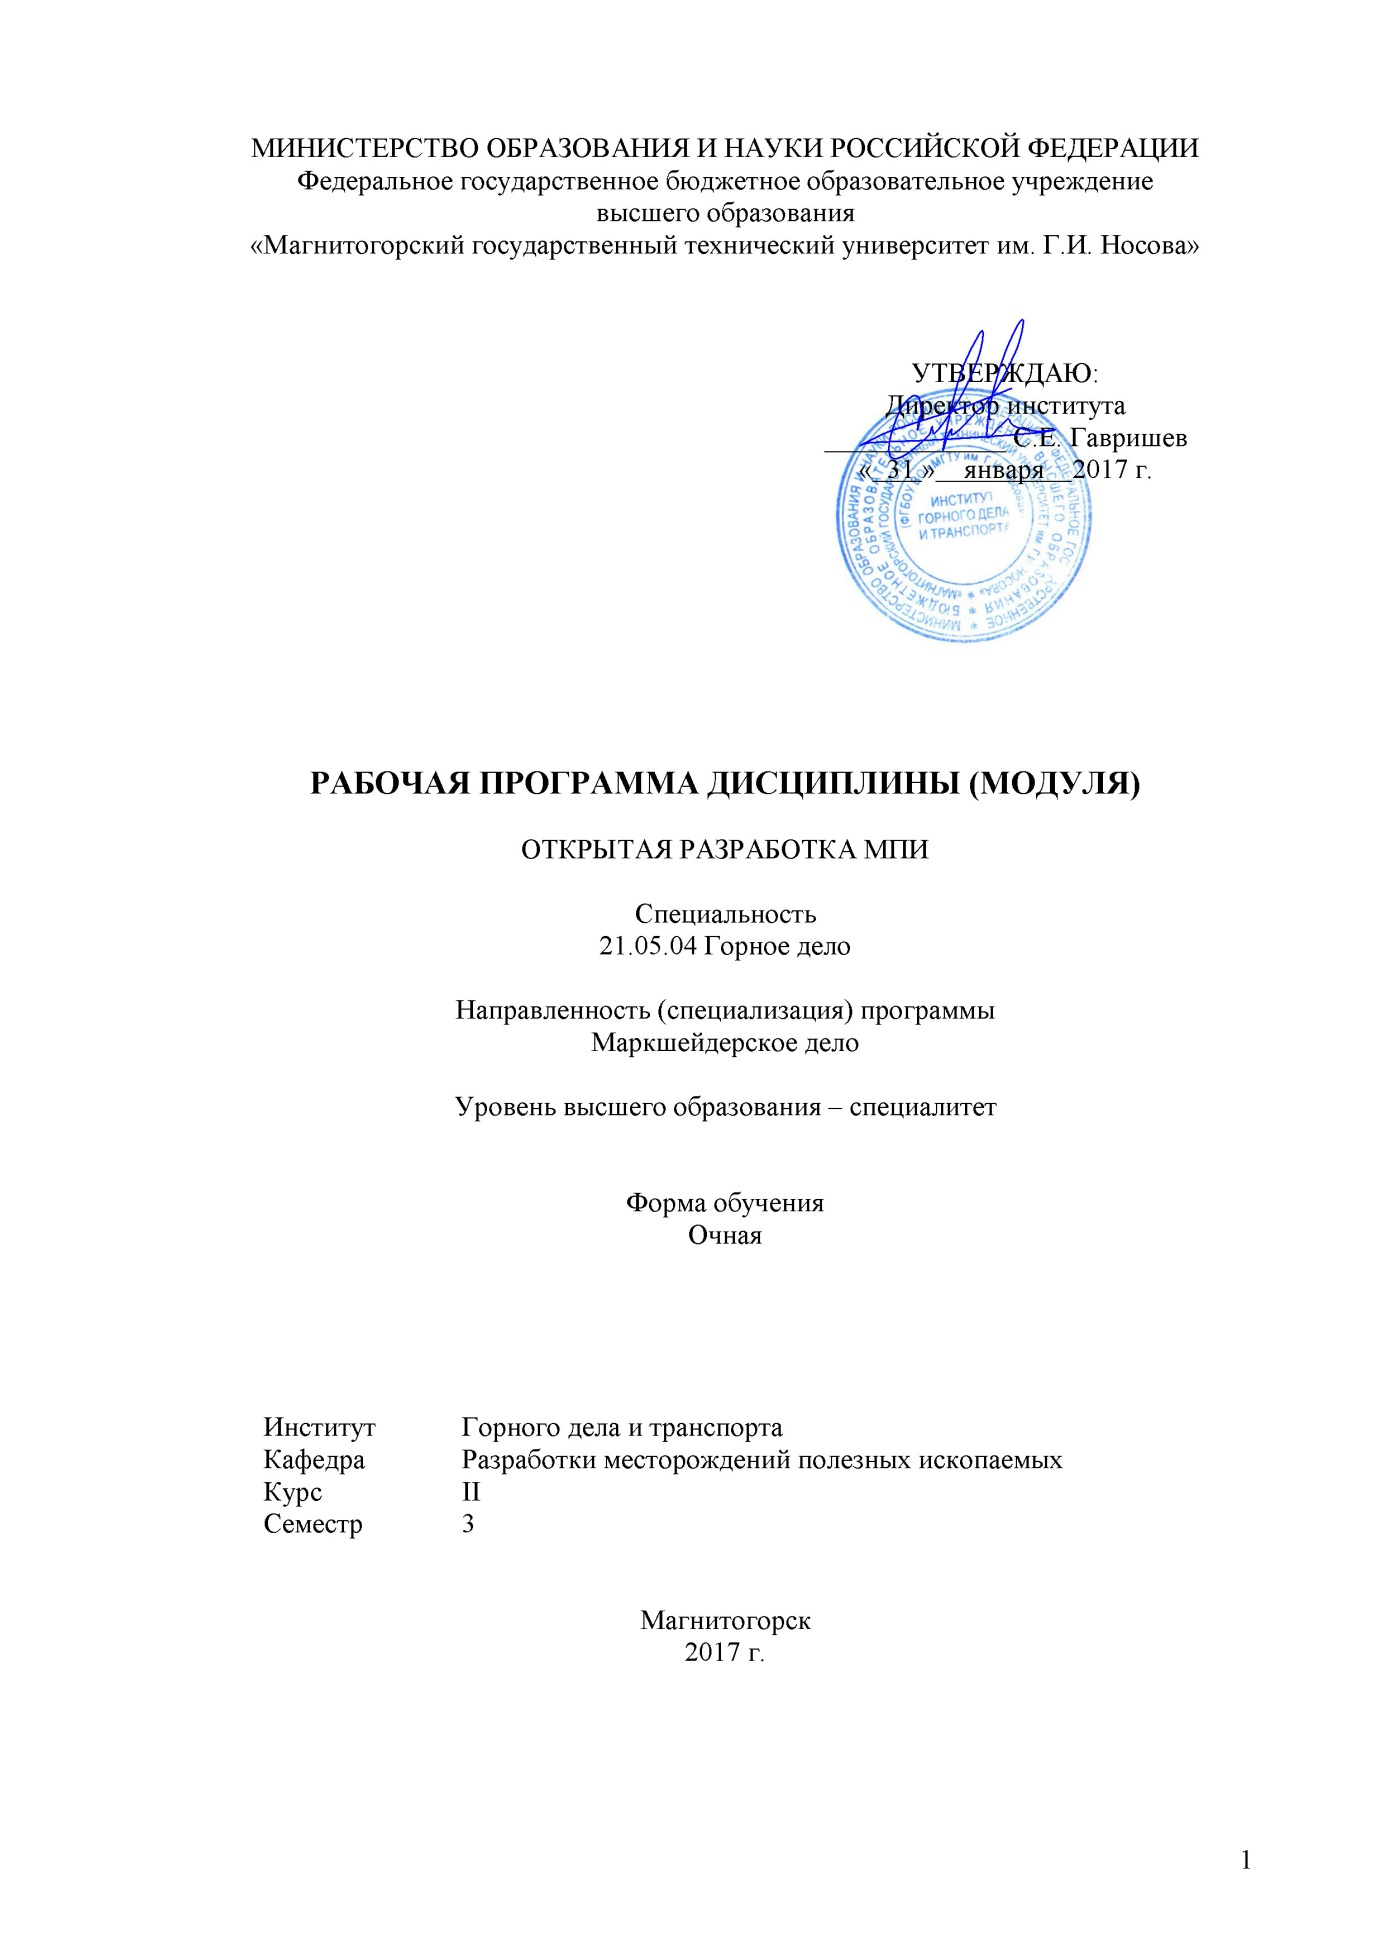 МИНИСТЕРСТВО ОБРАЗОВАНИЯ И НАУКИ РОССИЙСКОЙ ФЕДЕРАЦИИ
Федеральное государственное бюджетное образовательное учреждение
высшего образования
«Магнитогорский государственный технический университет им. Г.И. Носова»
УТВЕРЖДАЮ:
Директор института
_____________ С.Е. Гавришев
«_31_»__января__2017 г.
ИНСТИТУТ
ГОРНОГО ДЕЛА
И ТРАНСПОРТА
РАБОЧАЯ ПРОГРАММА ДИСЦИПЛИНЫ (МОДУЛЯ)
ОТКРЫТАЯ РАЗРАБОТКА МПИ
Специальность
21.05.04 Горное дело
Направленность (специализация) программы
Маркшейдерское дело
Уровень высшего образования – специалитет
Форма обучения
Очная
Институт Горного дела и транспорта
Кафедра Разработки месторождений полезных ископаемых
Курс II
Семестр 3
Магнитогорск
2017 г.
1